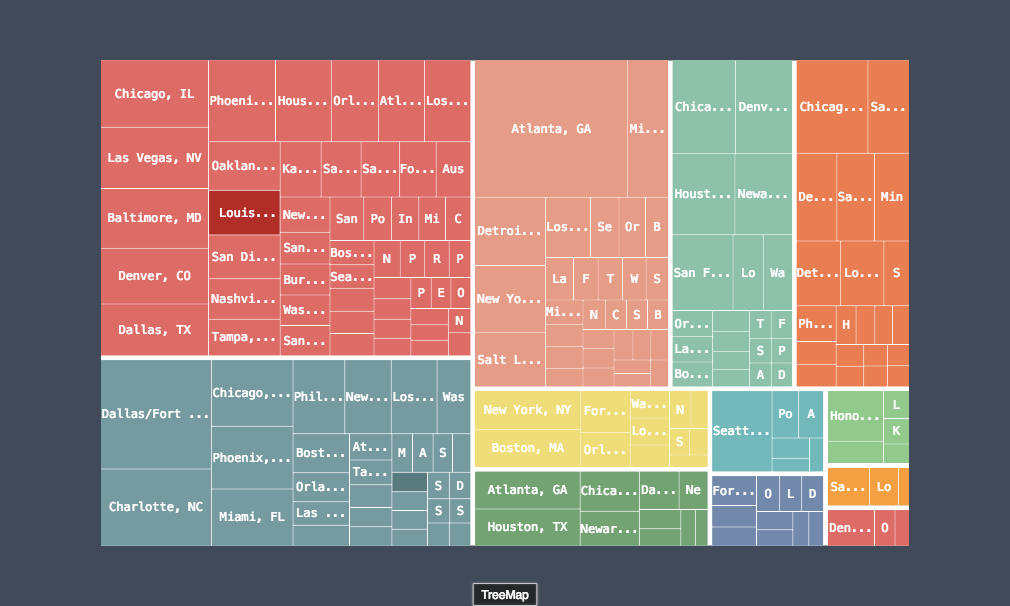 Chicago, IL
Las Vegas, NV
Baltimore, MD
Denver, CO
Dallas, TX
Phoeni...
Hous...
Orl...
Atl...
Los...
Oaklan...
Ka...
Sa...
Sa...
Fo...
Aus
Louis...
New...
San
Po
In
Mi
C
San Di...
San...
Bos...
N
P
R
P
Nashvi...
Bur...
Sea...
P
E
O
Was...
N
Tampa,...
San...
Atlanta, GA
Mi...
Detroi...
Los...
Se
Or
B
New Yo...
La
F
T
W
S
Mi...
N
C
S
B
Salt L...
Chica...
Denv...
Houst...
Newa...
San F...
Lo
Wa
Or...
T
F
La...
S
P
Bo...
A
D
Chicag...
Sa...
De...
Sa...
Min
Det...
Lo...
S
Ph...
H
Dallas/Fort ...
Charlotte, NC
Chicago,...
Phil...
New...
Los...
Was
Phoenix,...
Bost...
At...
M
A
S
Ta...
Miami, FL
Orla...
S
D
Las ...
S
S
New York, NY
Boston, MA
For...
Wa...
N
Orl...
Lo...
S
Atlanta, GA
Houston, TX
Chica...
Da...
Ne
Newar...
Seatt...
Po
A
For...
O
L
D
Hono...
L
K
Sa...
Lo
Den...
O
TreeMap